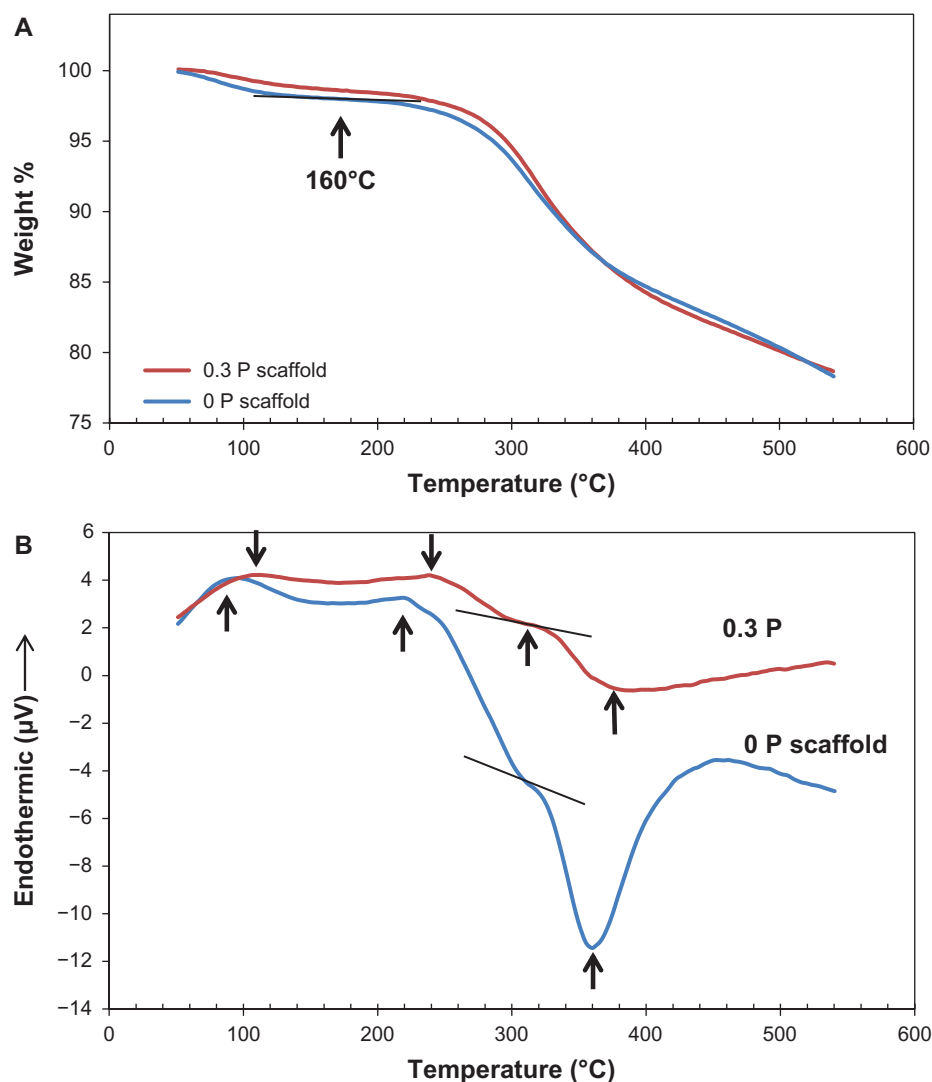 A
100
95
90
85
80
75
Weight %
160°C
0.3 P scaffold
0 P scaffold
0 100 200 300 400 500 600
Temperature (°C)
B
6
4
2
0
−2
−4
−6
−8
−10
−12
−14
Endothermic (µV)
0.3 P
0 P scaffold
0 100 200 300 400 500 600
Temperature (°C)